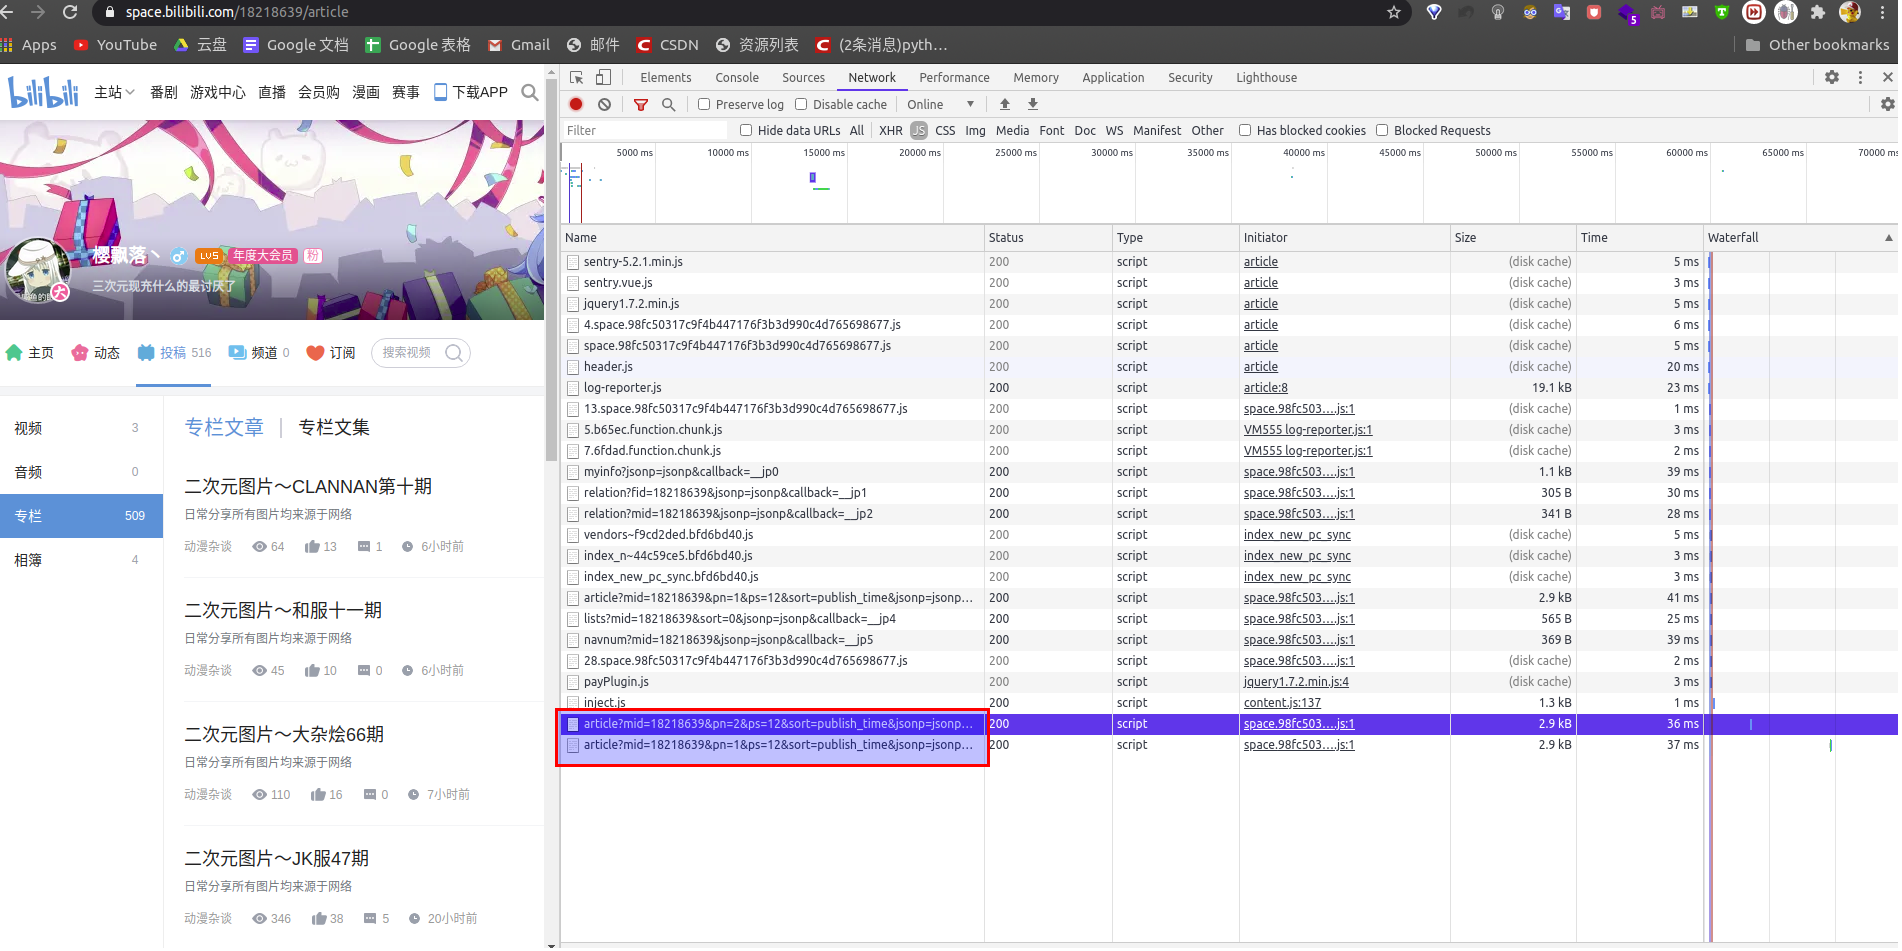 space.bilibili.com/18218639/article
Apps YouTube 云盘 Google 文档 Google 表格 Gmail 邮件 CSDN 资源列表 (2条消息)pyth… Other bookmarks
5
bilibili 主站 番剧 游戏中心 直播 会员购 漫画 赛事 下载APP
樱飘落丶 LV5 年度大会员 粉
大
三次元现充什么的最讨厌了
主页 动态 投稿 516 频道 0 订阅 搜索视频
视频 3
音频 0
专栏 509
相簿 4
专栏文章 | 专栏文集
二次元图片～CLANNAN第十期
日常分享所有图片均来源于网络
动漫杂谈 64 13 1 6小时前
二次元图片～和服十一期
日常分享所有图片均来源于网络
动漫杂谈 45 10 0 6小时前
二次元图片～大杂烩66期
日常分享所有图片均来源于网络
动漫杂谈 110 16 0 7小时前
二次元图片～JK服47期
日常分享所有图片均来源于网络
动漫杂谈 346 38 5 20小时前
Elements Console Sources Network Performance Memory Application Security Lighthouse
Preserve log Disable cache Online
Filter Hide data URLs All XHR JS CSS Img Media Font Doc WS Manifest Other Has blocked cookies Blocked Requests
5000 ms 10000 ms 15000 ms 20000 ms 25000 ms 30000 ms 35000 ms 40000 ms 45000 ms 50000 ms 55000 ms 60000 ms 65000 ms 70000 ms
Name Status Type Initiator Size Time Waterfall
sentry-5.2.1.min.js 200 script article (disk cache) 5 ms
sentry.vue.js 200 script article (disk cache) 3 ms
jquery1.7.2.min.js 200 script article (disk cache) 5 ms
4.space.98fc50317c9f4b447176f3b3d990c4d765698677.js 200 script article (disk cache) 6 ms
space.98fc50317c9f4b447176f3b3d990c4d765698677.js 200 script article (disk cache) 5 ms
header.js 200 script article (disk cache) 20 ms
log-reporter.js 200 script article:8 19.1 kB 23 ms
13.space.98fc50317c9f4b447176f3b3d990c4d765698677.js 200 script space.98fc503….js:1 (disk cache) 1 ms
5.b65ec.function.chunk.js 200 script VM555 log-reporter.js:1 (disk cache) 3 ms
7.6fdad.function.chunk.js 200 script VM555 log-reporter.js:1 (disk cache) 2 ms
myinfo?jsonp=jsonp&callback=__jp0 200 script space.98fc503….js:1 1.1 kB 39 ms
relation?fid=18218639&jsonp=jsonp&callback=__jp1 200 script space.98fc503….js:1 305 B 30 ms
relation?mid=18218639&jsonp=jsonp&callback=__jp2 200 script space.98fc503….js:1 341 B 28 ms
vendors~f9cd2ded.bfd6bd40.js 200 script index_new_pc_sync (disk cache) 5 ms
index_n~44c59ce5.bfd6bd40.js 200 script index_new_pc_sync (disk cache) 3 ms
index_new_pc_sync.bfd6bd40.js 200 script index_new_pc_sync (disk cache) 3 ms
article?mid=18218639&pn=1&ps=12&sort=publish_time&jsonp=jsonp… 200 script space.98fc503….js:1 2.9 kB 41 ms
lists?mid=18218639&sort=0&jsonp=jsonp&callback=__jp4 200 script space.98fc503….js:1 565 B 25 ms
navnum?mid=18218639&jsonp=jsonp&callback=__jp5 200 script space.98fc503….js:1 369 B 39 ms
28.space.98fc50317c9f4b447176f3b3d990c4d765698677.js 200 script space.98fc503….js:1 (disk cache) 2 ms
payPlugin.js 200 script jquery1.7.2.min.js:4 (disk cache) 3 ms
inject.js 200 script content.js:137 1.3 kB 1 ms
article?mid=18218639&pn=2&ps=12&sort=publish_time&jsonp=jsonp… 200 script space.98fc503….js:1 2.9 kB 36 ms
article?mid=18218639&pn=1&ps=12&sort=publish_time&jsonp=jsonp… 200 script space.98fc503….js:1 2.9 kB 37 ms